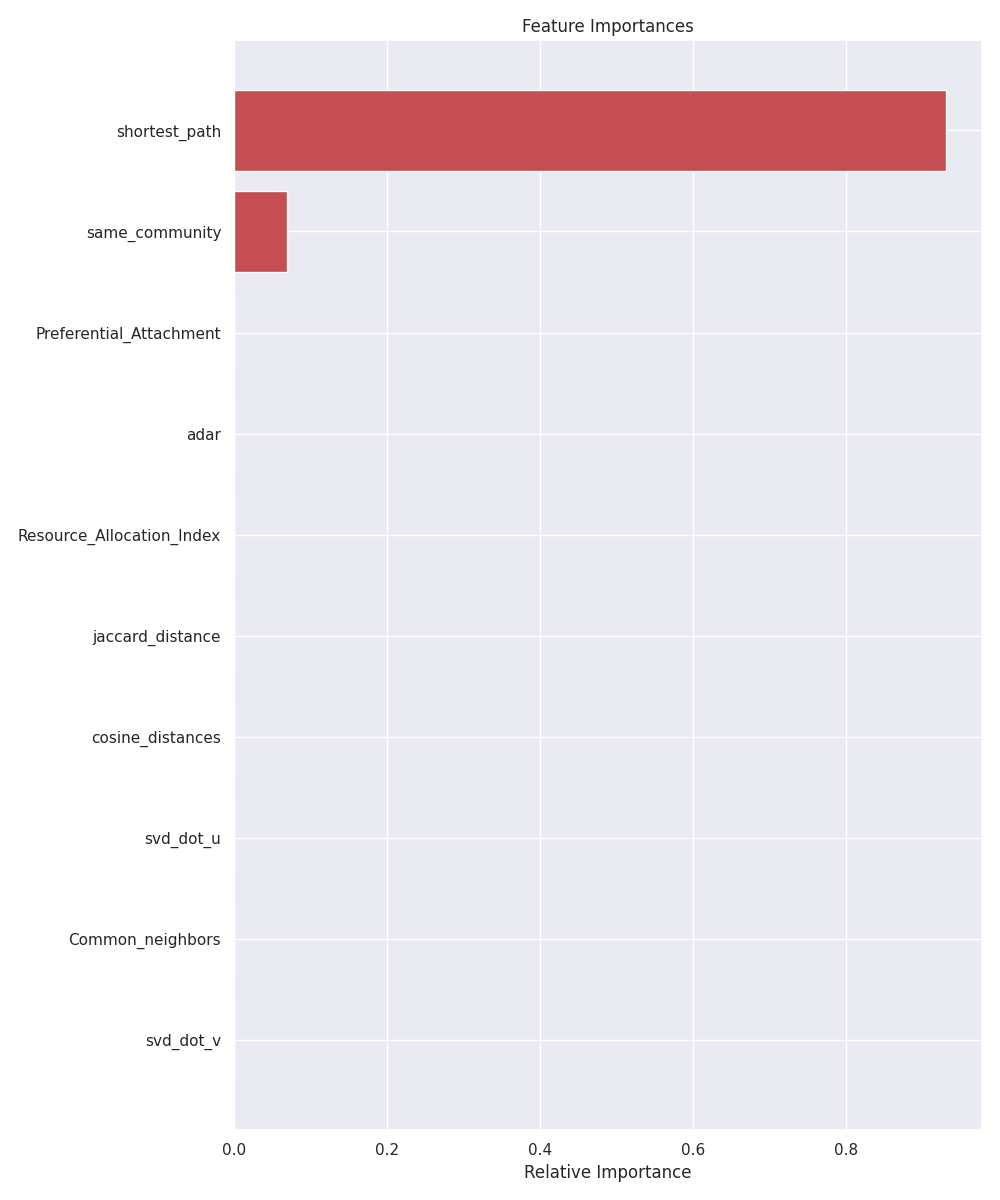 Feature Importances
shortest_path
same_community
Preferential_Attachment
adar
Resource_Allocation_Index
jaccard_distance
cosine_distances
svd_dot_u
Common_neighbors
svd_dot_v
0.0 0.2 0.4 0.6 0.8
Relative Importance